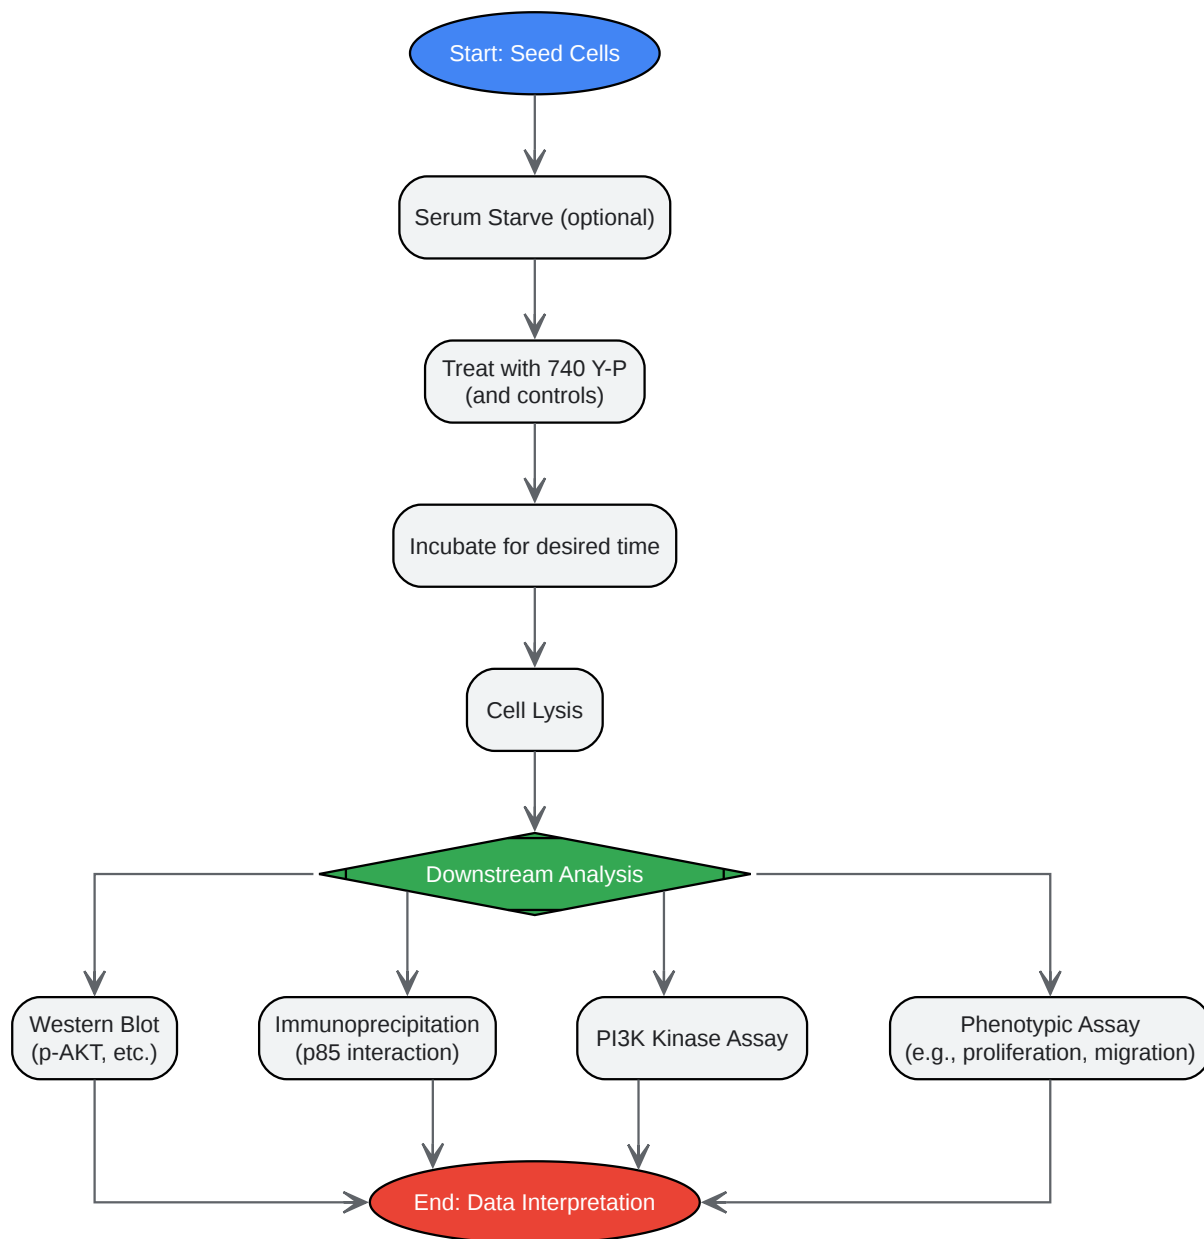 Start: Seed Cells
Serum Starve (optional)
Treat with 740 Y-P
(and controls)
Incubate for desired time
Cell Lysis
Downstream Analysis
Western Blot
(p-AKT, etc.)
Immunoprecipitation
(p85 interaction)
PI3K Kinase Assay
Phenotypic Assay
(e.g., proliferation, migration)
End: Data Interpretation